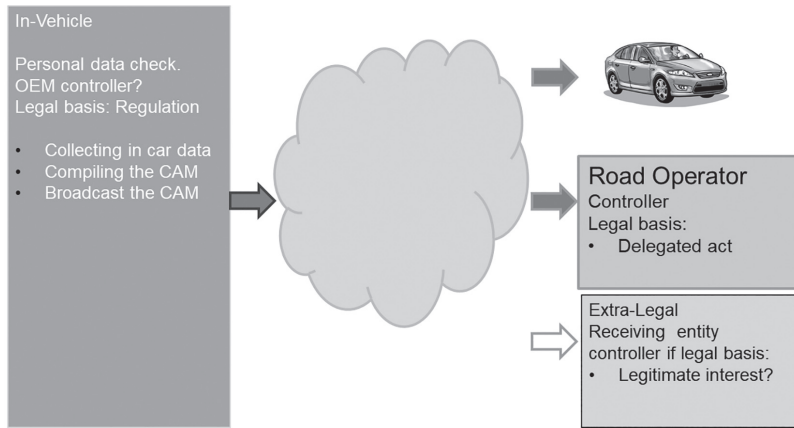 In-Vehicle
Personal data check.
OEM controller?
Legal basis: Regulation
• Collecting in car data
• Compiling the CAM
• Broadcast the CAM
Road Operator
Controller
Legal basis:
• Delegated act
Extra-Legal
Receiving entity
controller if legal basis:
• Legitimate interest?